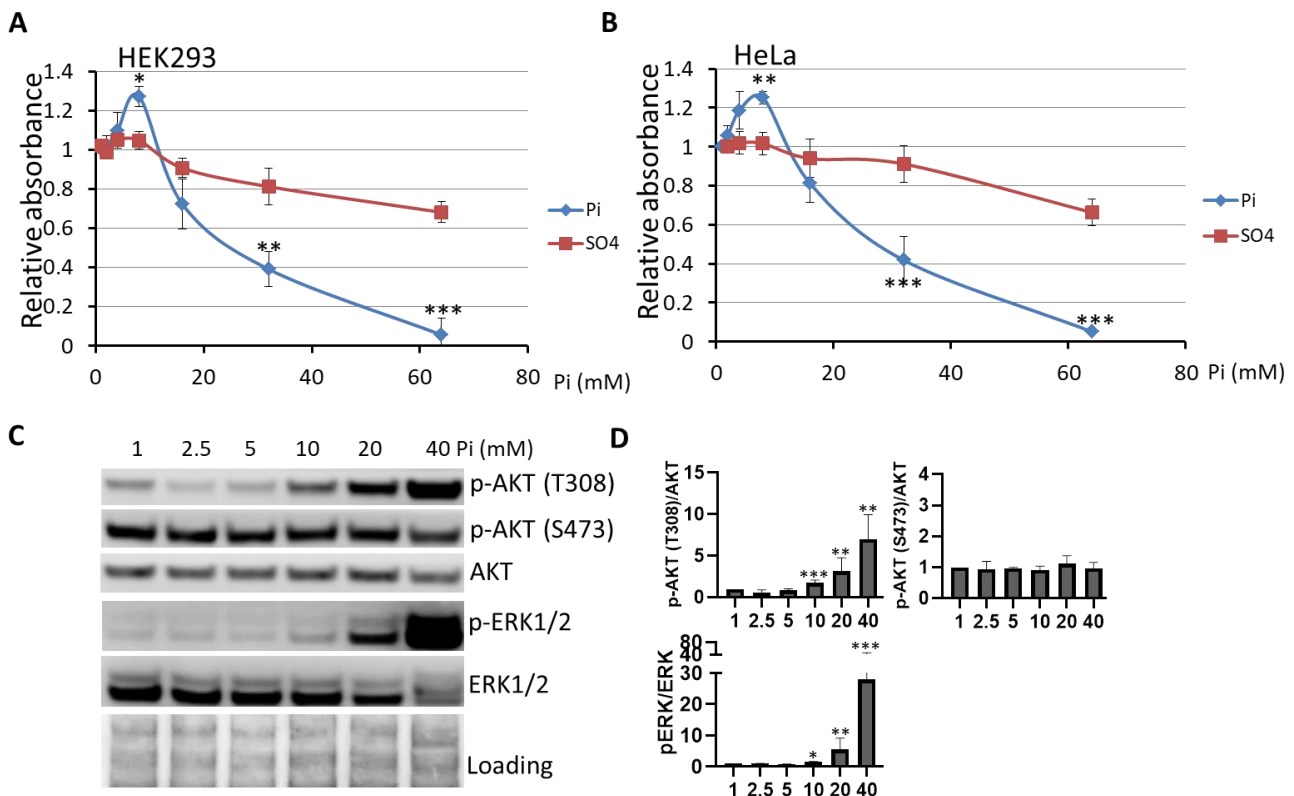 A
HEK293
Relative absorbance
1.4
1.2
1
0.8
0.6
0.4
0.2
0
*
**
***
0 20 40 60 80
Pi (mM)
Pi
SO4
B
HeLa
Relative absorbance
1.4
1.2
1
0.8
0.6
0.4
0.2
0
**
***
***
0 20 40 60 80
Pi (mM)
Pi
SO4
C
1 2.5 5 10 20 40 Pi (mM)
p-AKT (T308)
p-AKT (S473)
AKT
p-ERK1/2
ERK1/2
Loading
D
p-AKT (T308)/AKT
15
10
5
0
*** ** **
1 2.5 5 10 20 40
p-AKT (S473)/AKT
4
3
2
1
0
1 2.5 5 10 20 40
pERK/ERK
80
40
30
20
10
0
* ** ***
1 2.5 5 10 20 40